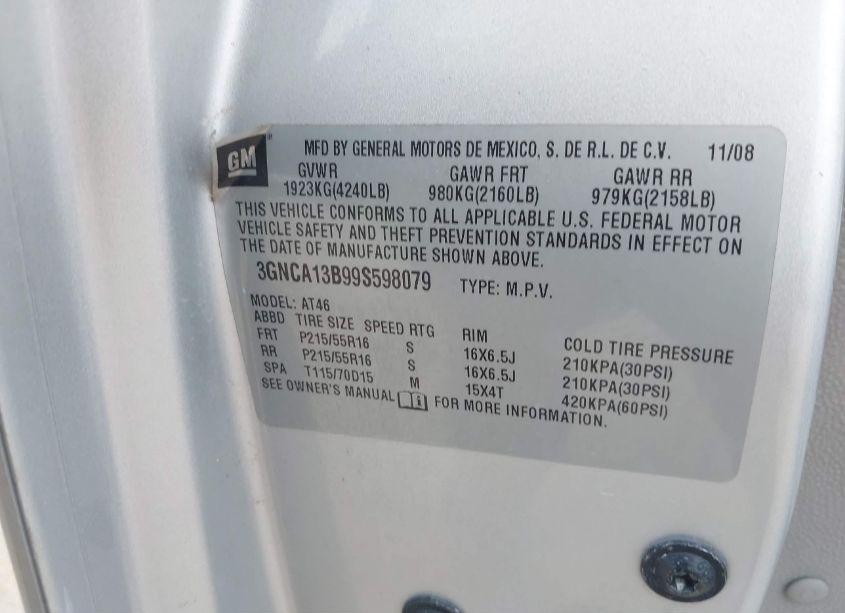 GM
MFD BY GENERAL MOTORS DE MEXICO, S. DE R.L. DE C.V. 11/08
GVWR GAWR FRT GAWR RR
1923KG(4240LB) 980KG(2160LB) 979KG(2158LB)
THIS VEHICLE CONFORMS TO ALL APPLICABLE U.S. FEDERAL MOTOR
VEHICLE SAFETY AND THEFT PREVENTION STANDARDS IN EFFECT ON
THE DATE OF MANUFACTURE SHOWN ABOVE.
3GNCA13B99S598079 TYPE: M.P.V.
MODEL: AT46
ABBD TIRE SIZE SPEED RTG RIM COLD TIRE PRESSURE
FRT P215/55R16 S 16X6.5J 210KPA(30PSI)
RR P215/55R16 S 16X6.5J 210KPA(30PSI)
SPA T115/70D15 M 15X4T 420KPA(60PSI)
SEE OWNER'S MANUAL FOR MORE INFORMATION.